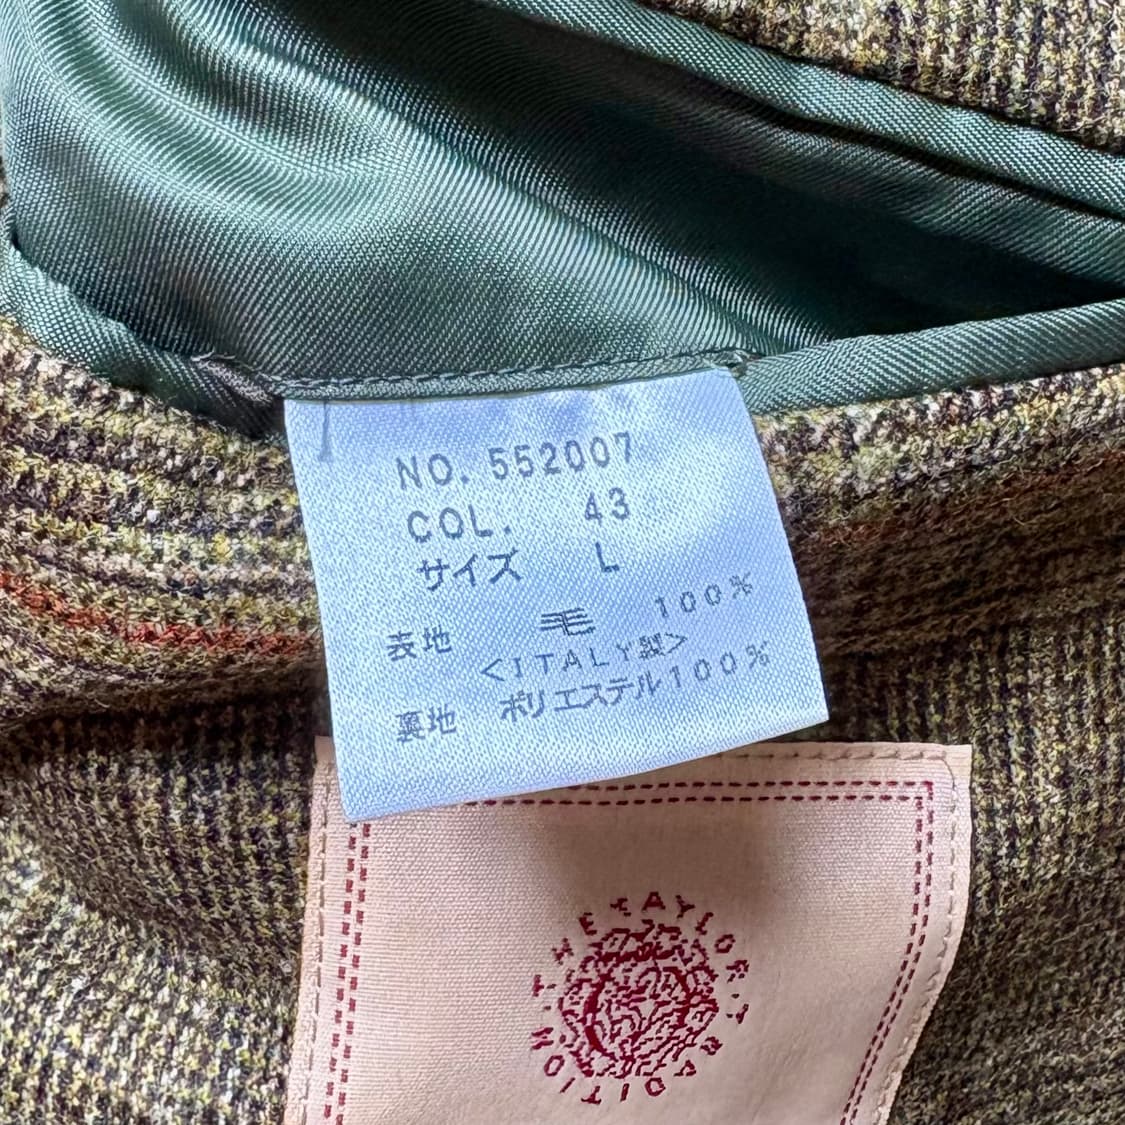 NO. 552007
COL. 43
サイズ L
表地 毛 100%
<ITALY製>
裏地 ポリエステル100%
THE TAYLOR TRADITION